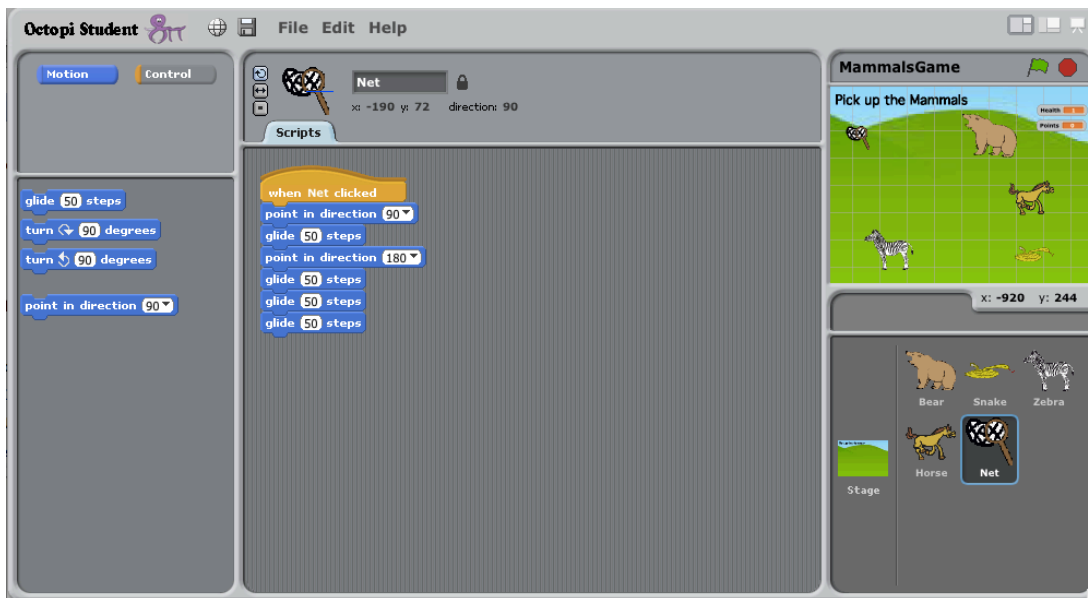 Octopi Student File Edit Help
Motion Control
glide 50 steps
turn 90 degrees
turn 90 degrees
point in direction 90
Net
x: -190 y: 72 direction: 90
Scripts
when Net clicked
point in direction 90
glide 50 steps
point in direction 180
glide 50 steps
glide 50 steps
glide 50 steps
MammalsGame
Pick up the Mammals
Health
Points
x: -920 y: 244
Bear Snake Zebra
Horse Net
Stage